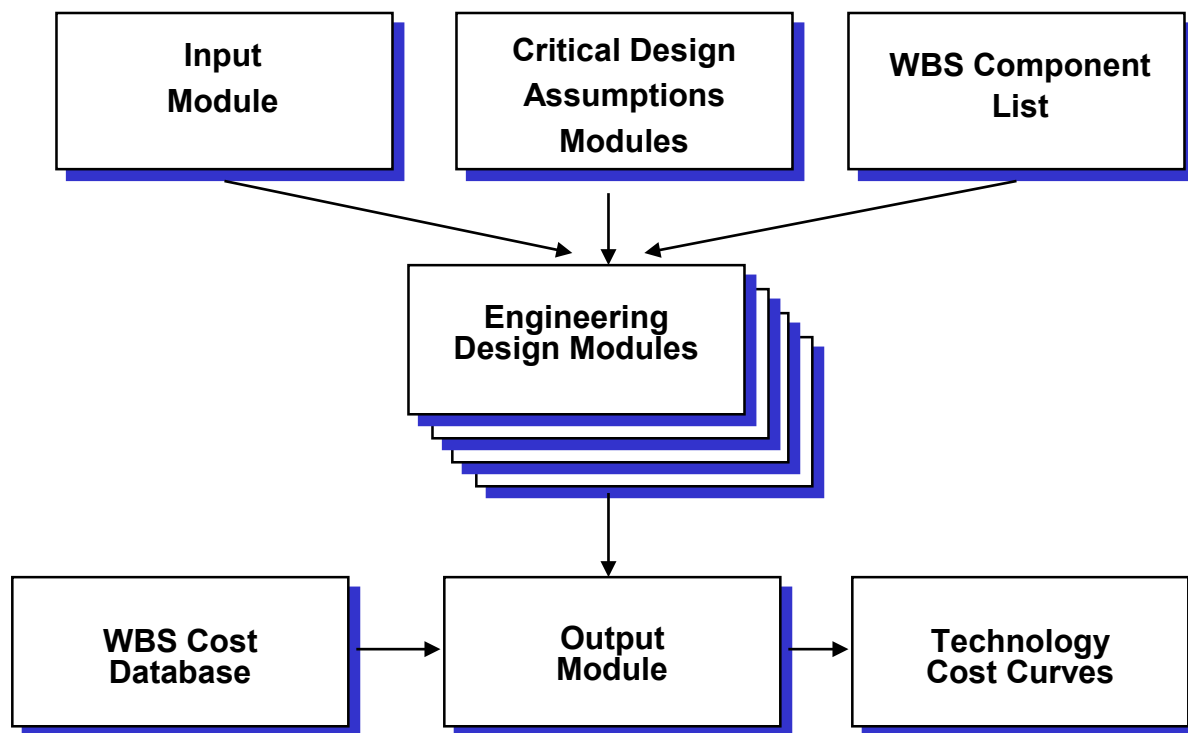 Input
Module
Critical Design
Assumptions
Modules
WBS Component
List
Engineering
Design Modules
WBS Cost
Database
Output
Module
Technology
Cost Curves